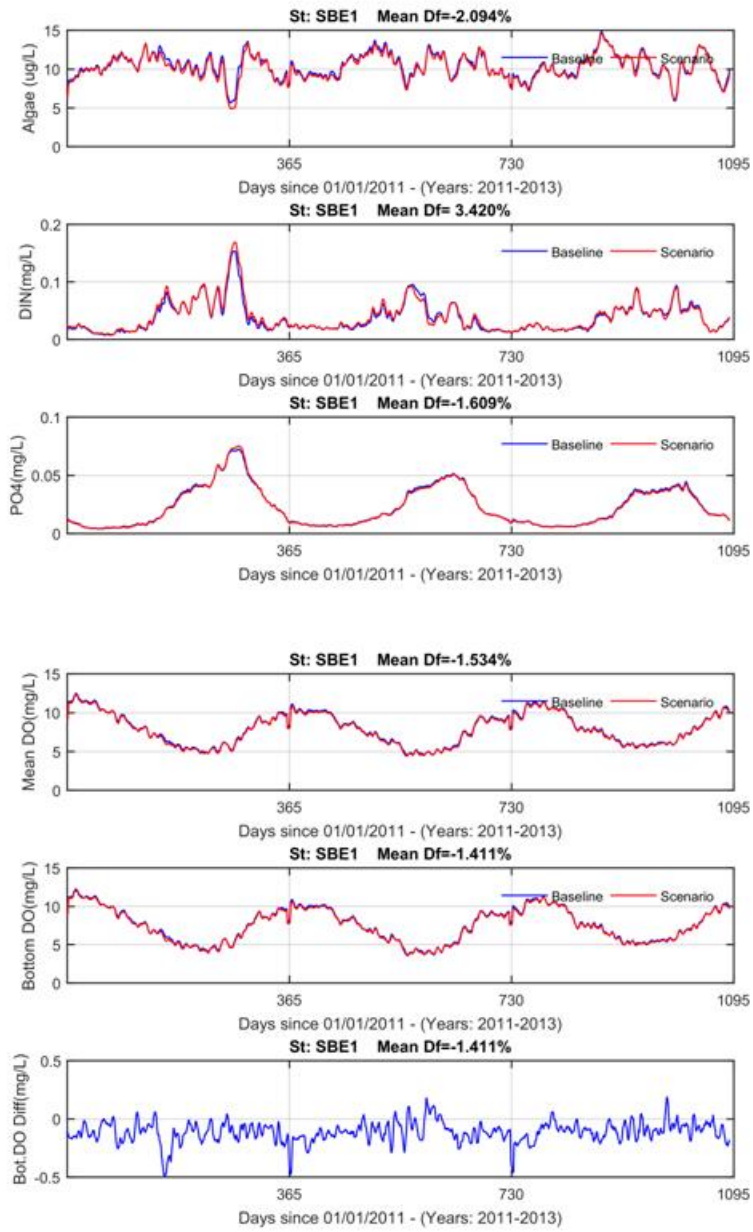 St: SBE1 Mean Df=-2.094%
15
10
5
0
Algae (ug/L)
Baseline Scenario
365 730 1095
Days since 01/01/2011 - (Years: 2011-2013)
St: SBE1 Mean Df= 3.420%
0.2
0.1
0
DIN(mg/L)
Baseline Scenario
365 730 1095
Days since 01/01/2011 - (Years: 2011-2013)
St: SBE1 Mean Df=-1.609%
0.1
0.05
0
PO4(mg/L)
Baseline Scenario
365 730 1095
Days since 01/01/2011 - (Years: 2011-2013)
St: SBE1 Mean Df=-1.534%
15
10
5
0
Mean DO(mg/L)
Baseline Scenario
365 730 1095
Days since 01/01/2011 - (Years: 2011-2013)
St: SBE1 Mean Df=-1.411%
15
10
5
0
Bottom DO(mg/L)
Baseline Scenario
365 730 1095
Days since 01/01/2011 - (Years: 2011-2013)
St: SBE1 Mean Df=-1.411%
0.5
0
-0.5
Bot.DO Diff(mg/L)
365 730 1095
Days since 01/01/2011 - (Years: 2011-2013)